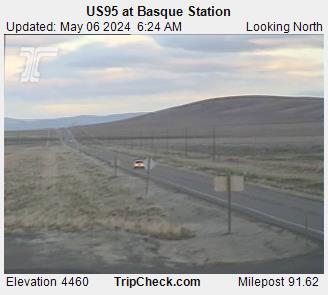 US95 at Basque Station
Updated: May 06 2024 6:24 AM Looking North
Elevation 4460 TripCheck.com Milepost 91.62